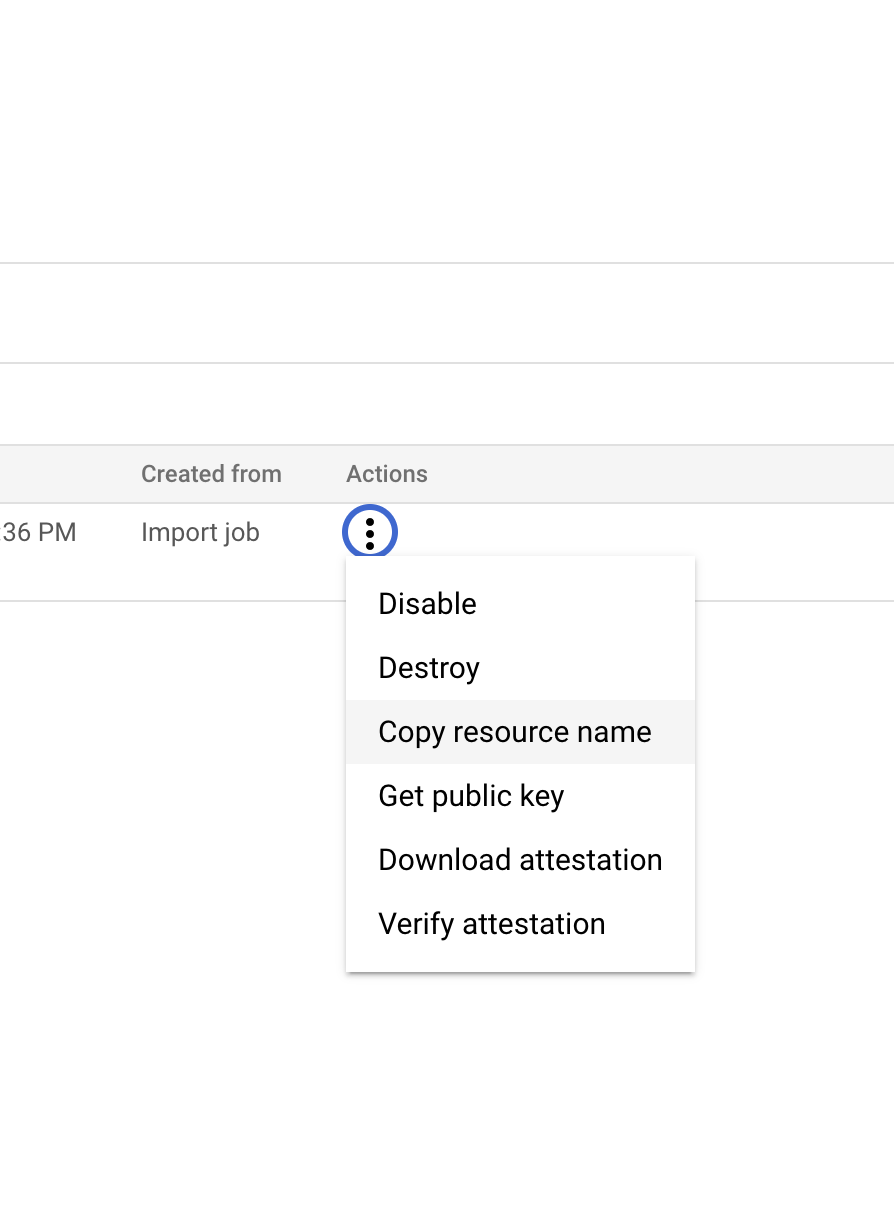 Created from Actions
:36 PM Import job
Disable
Destroy
Copy resource name
Get public key
Download attestation
Verify attestation